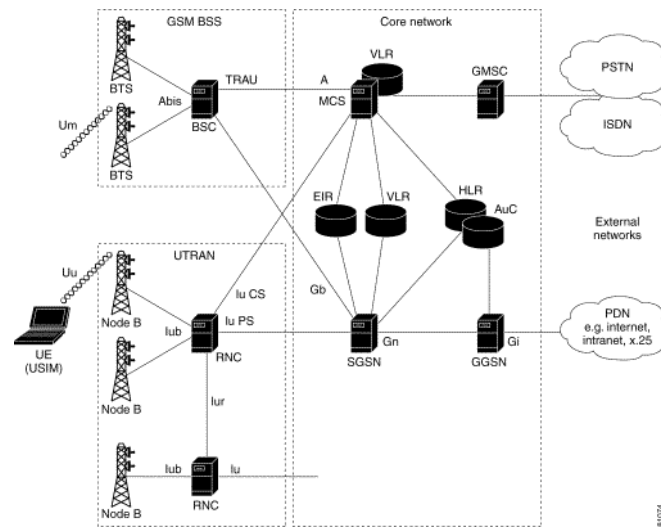 GSM BSS
Core network
VLR
GMSC
PSTN
TRAU
A
BTS
Abis
MCS
BSC
Um
ISDN
BTS
EIR
VLR
HLR
AuC
External
networks
UTRAN
Uu
Iu CS
Gb
Node B
Iub
Iu PS
PDN
e.g. internet,
intranet, x.25
Gn
Gi
UE
(USIM)
RNC
SGSN
GGSN
Node B
Iur
Iub
Iu
RNC
Node B